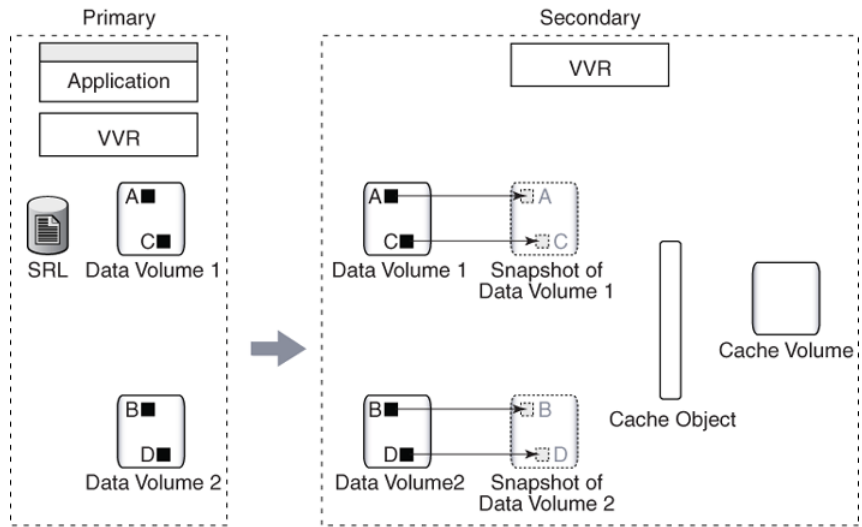 Primary
Secondary
Application
VVR
VVR
A
C
SRL
Data Volume 1
A
C
Data Volume 1
A
C
Snapshot of
Data Volume 1
Cache Volume
Cache Object
B
D
Data Volume 2
B
D
Data Volume2
B
D
Snapshot of
Data Volume 2